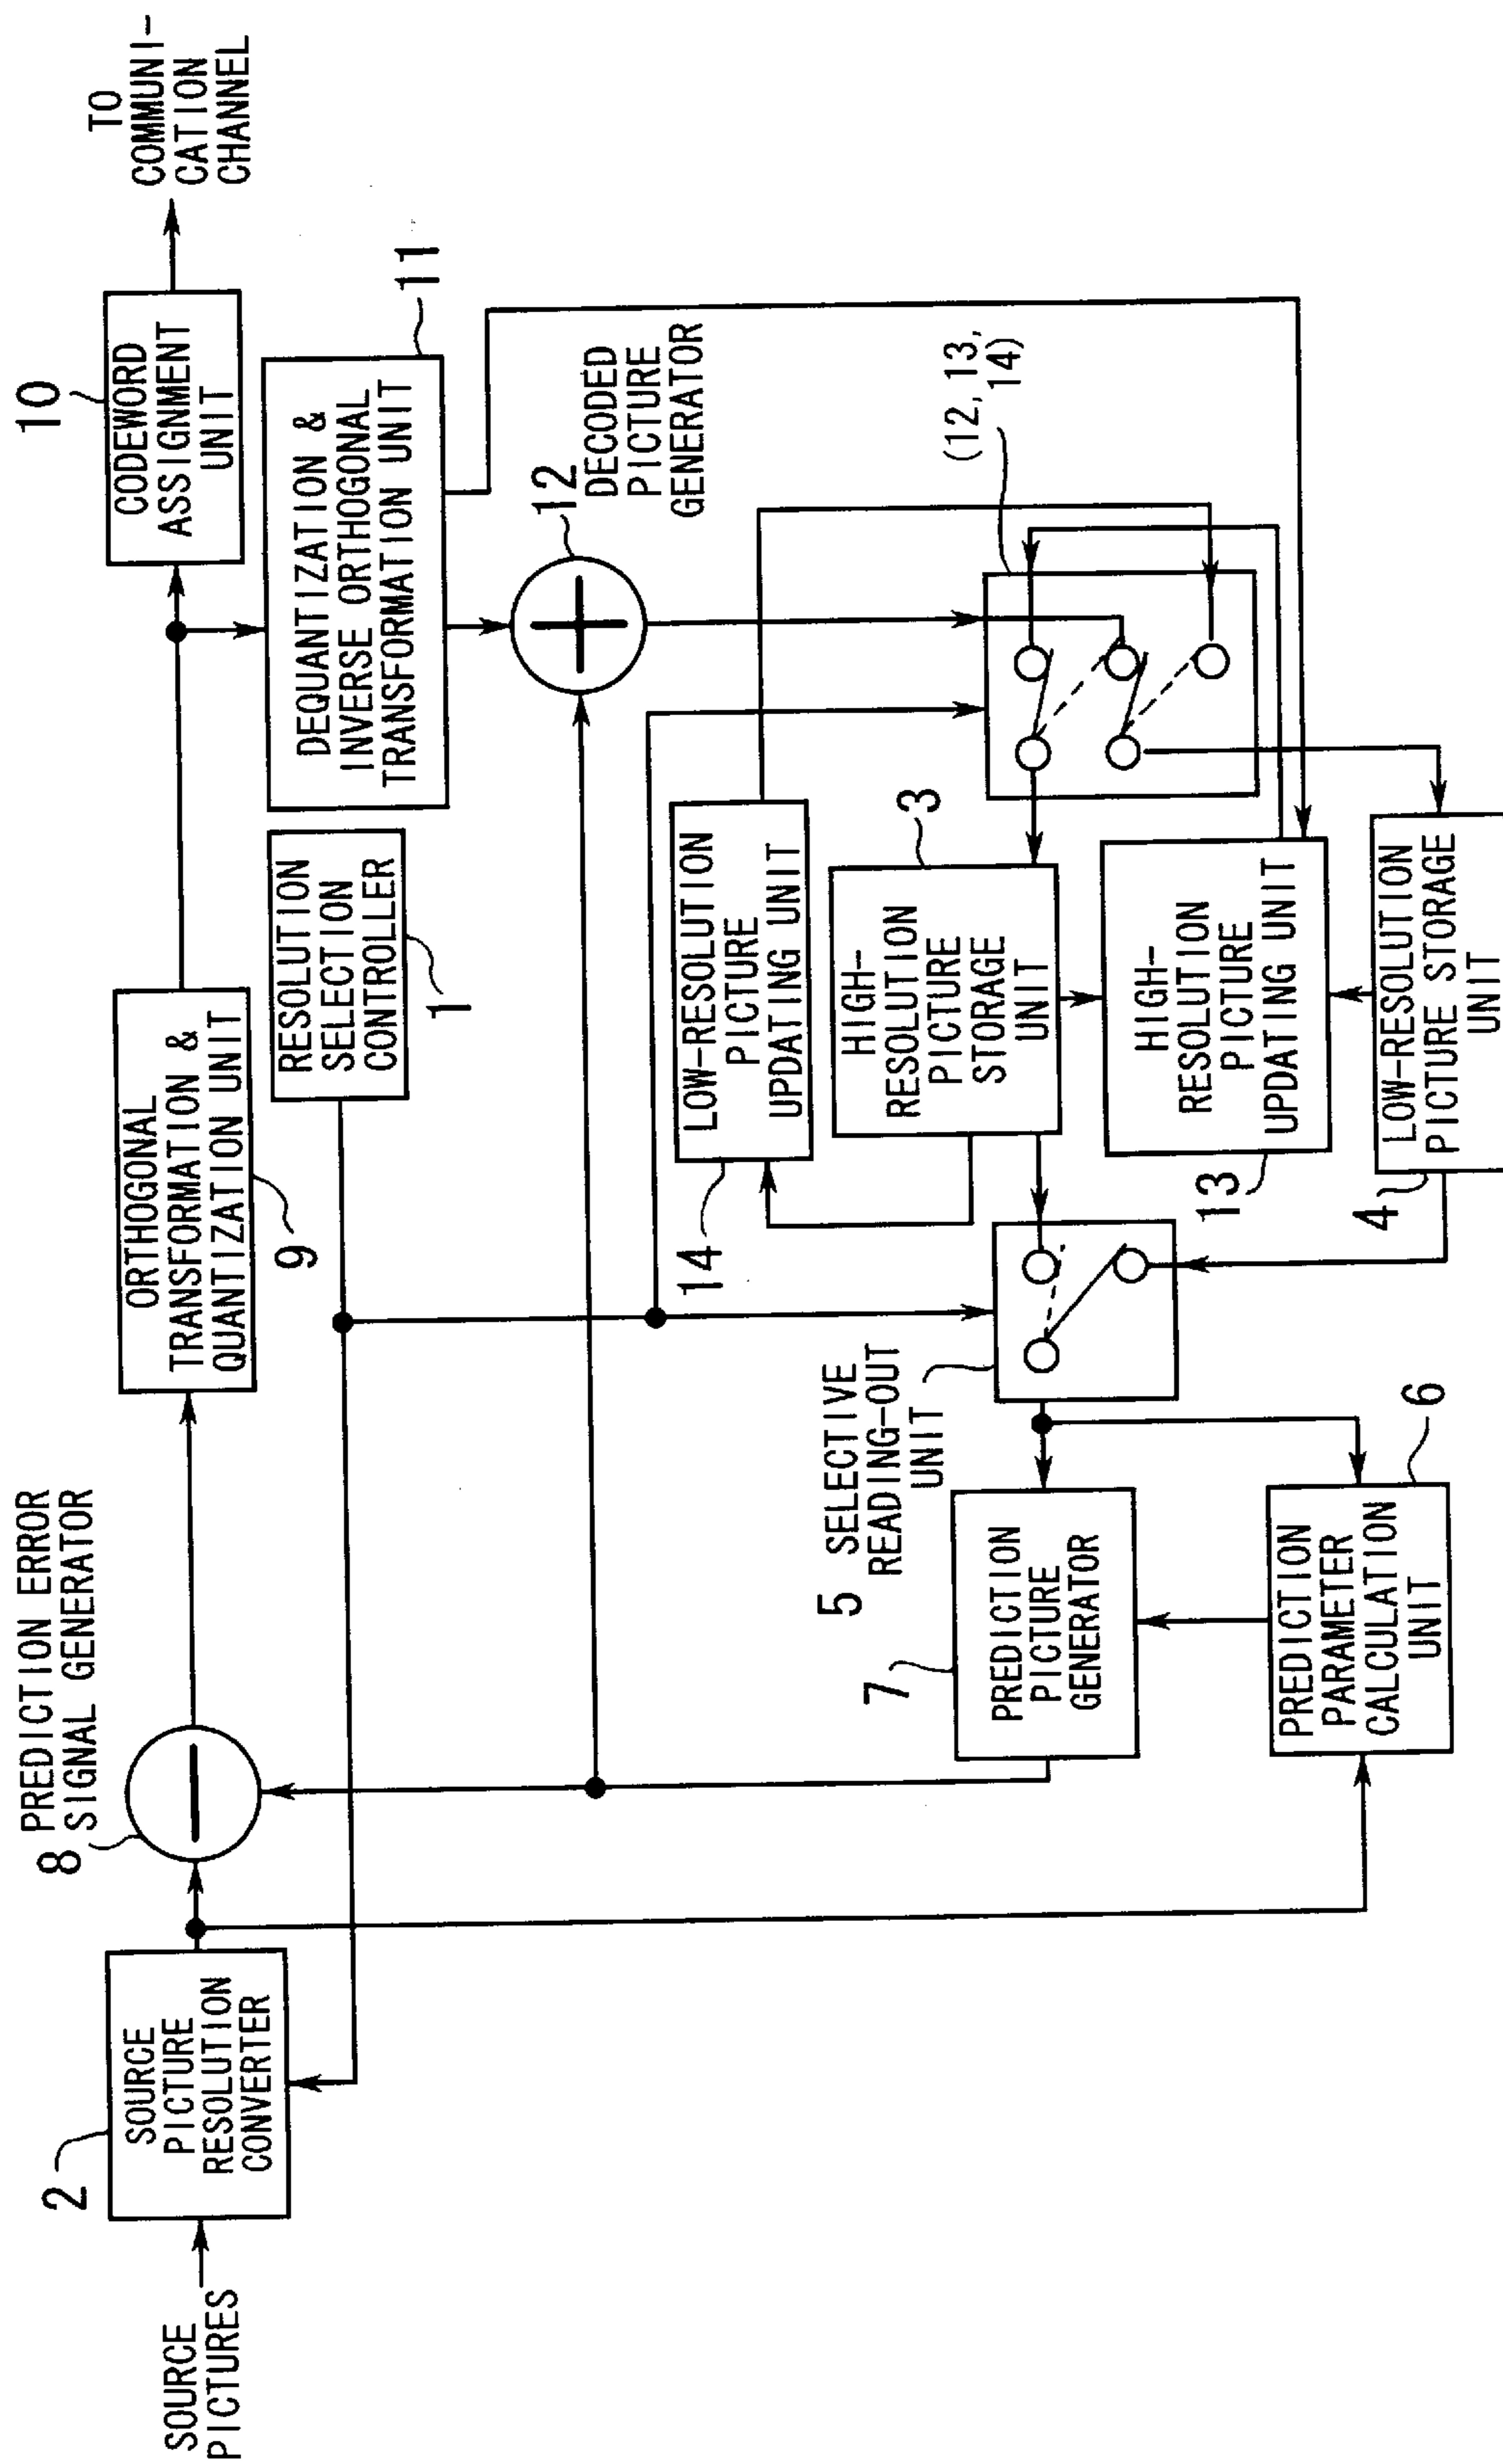 SOURCE
PICTURES
2
SOURCE
PICTURE
RESOLUTION
CONVERTER
8
PREDICTION ERROR
SIGNAL GENERATOR
ORTHOGONAL
TRANSFORMATION &
QUANTIZATION UNIT
9
10
CODEWORD
ASSIGNMENT
UNIT
TO
COMMUNI-
CATION
CHANNEL
RESOLUTION
SELECTION
CONTROLLER
1
DEQUANTIZATION &
INVERSE ORTHOGONAL
TRANSFORMATION UNIT
11
12
DECODED
PICTURE
GENERATOR
14
LOW-RESOLUTION
PICTURE
UPDATING UNIT
(12, 13,
14)
5
SELECTIVE
READING-OUT
UNIT
HIGH-
RESOLUTION
PICTURE
STORAGE
UNIT
3
7
PREDICTION
PICTURE
GENERATOR
HIGH-
RESOLUTION
PICTURE
UPDATING UNIT
13
PREDICTION
PARAMETER
CALCULATION
UNIT
6
4
LOW-RESOLUTION
PICTURE STORAGE
UNIT